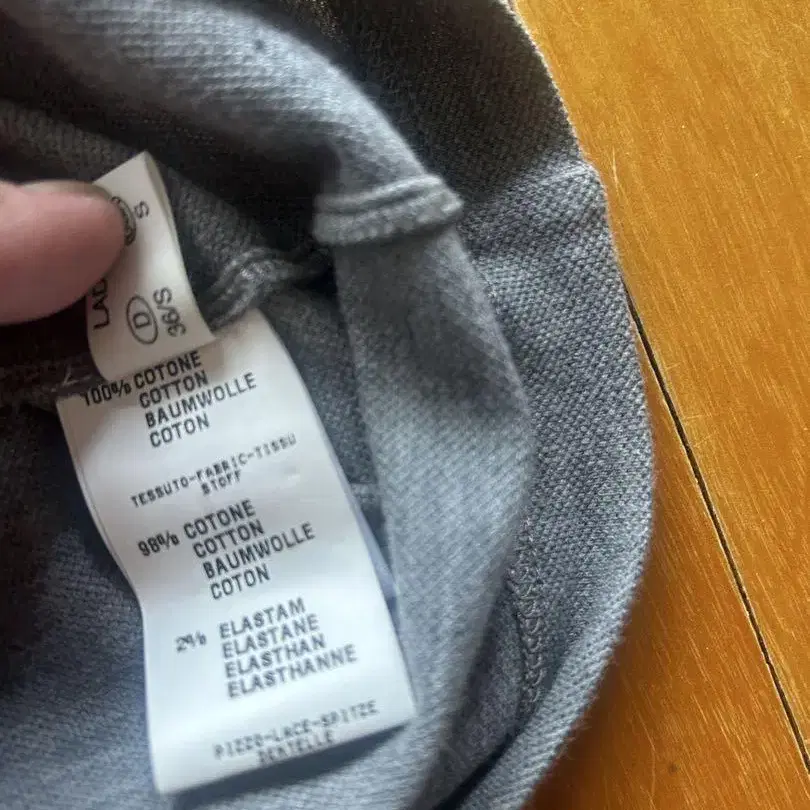 S
LAD
D 36/S
100% COTONE
COTTON
BAUMWOLLE
COTON
TESSUTO-FABRIC-TISSU
STOFF
98% COTONE
COTTON
BAUMWOLLE
COTON
2% ELASTAM
ELASTANE
ELASTHAN
ELASTHANNE
PIZZO-LACE-SPITZE
DENTELLE